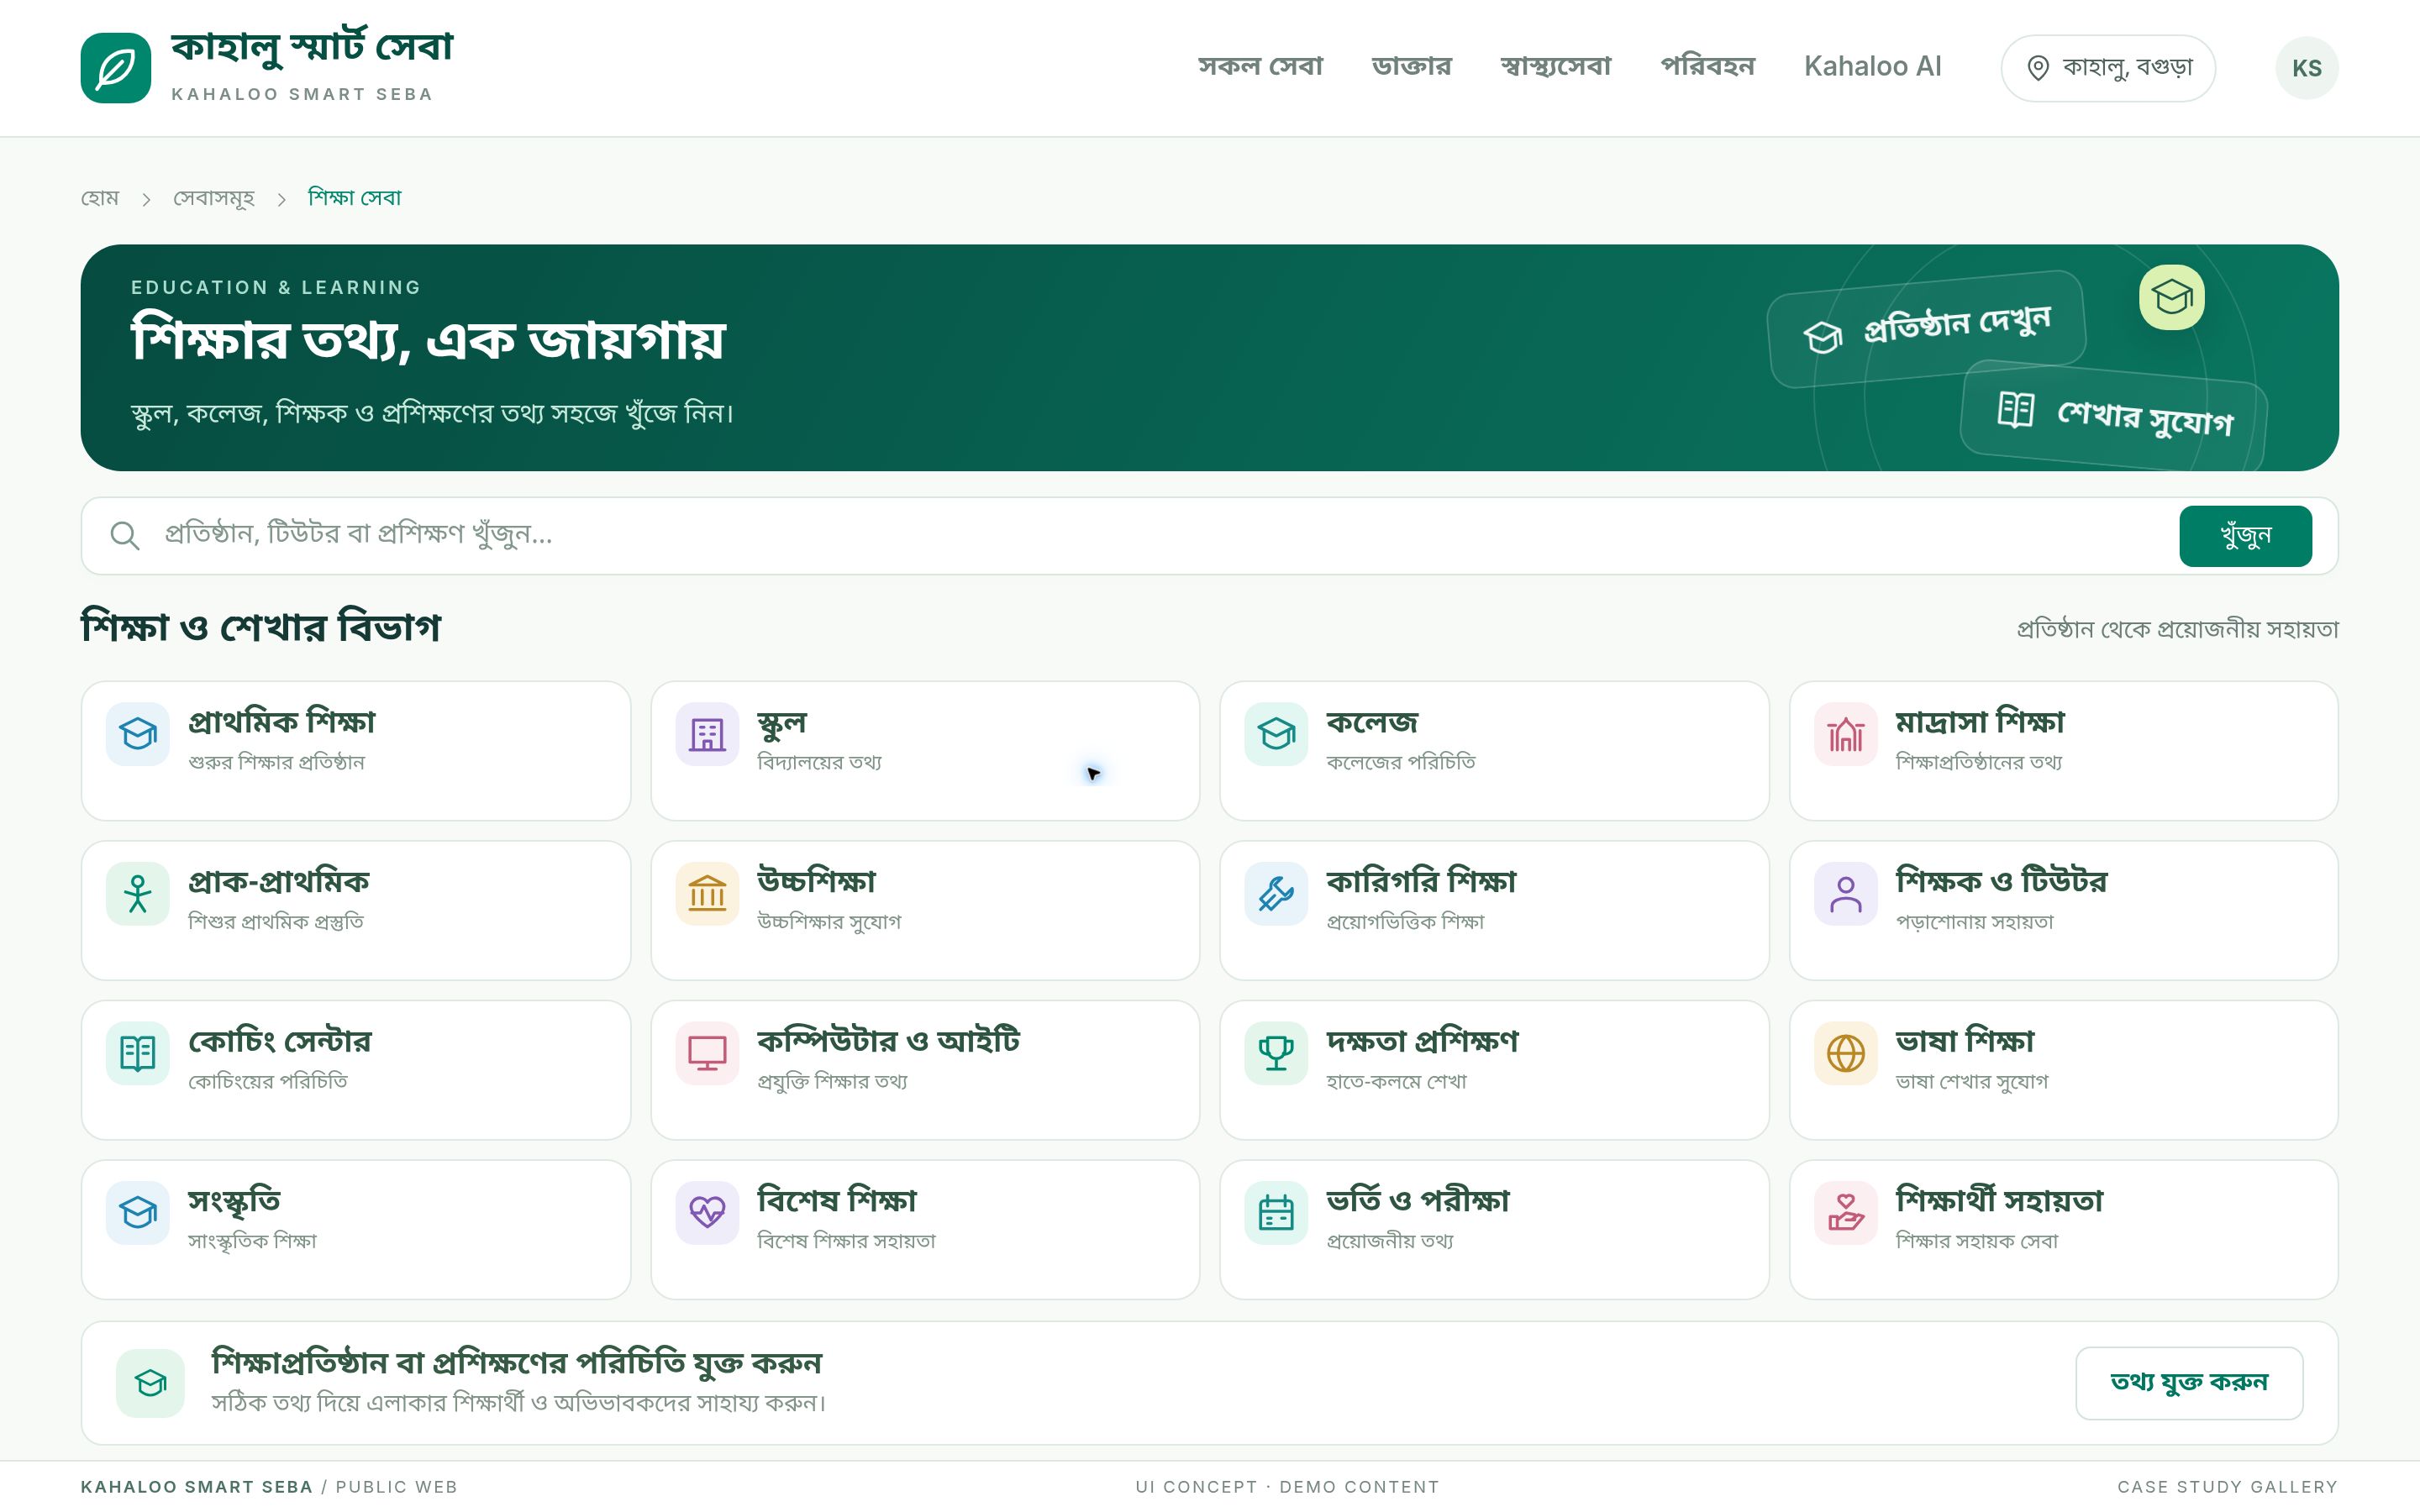 কাহালু স্মার্ট সেবা
KAHALOO SMART SEBA
সকল সেবা
ডাক্তার
স্বাস্থ্যসেবা
পরিবহন
Kahaloo AI
কাহালু, বগুড়া
KS
হোম > সেবাসমূহ > শিক্ষা সেবা
EDUCATION & LEARNING
শিক্ষার তথ্য, এক জায়গায়
স্কুল, কলেজ, শিক্ষক ও প্রশিক্ষণের তথ্য সহজে খুঁজে নিন।
প্রতিষ্ঠান দেখুন
শেখার সুযোগ
প্রতিষ্ঠান, টিউটর বা প্রশিক্ষণ খুঁজুন...
খুঁজুন
শিক্ষা ও শেখার বিভাগ
প্রতিষ্ঠান থেকে প্রয়োজনীয় সহায়তা
প্রাথমিক শিক্ষা
শুরুর শিক্ষার প্রতিষ্ঠান
স্কুল
বিদ্যালয়ের তথ্য
কলেজ
কলেজের পরিচিতি
মাদ্রাসা শিক্ষা
শিক্ষাপ্রতিষ্ঠানের তথ্য
প্রাক-প্রাথমিক
শিশুর প্রাথমিক প্রস্তুতি
উচ্চশিক্ষা
উচ্চশিক্ষার সুযোগ
কারিগরি শিক্ষা
প্রয়োগভিত্তিক শিক্ষা
শিক্ষক ও টিউটর
পড়াশোনায় সহায়তা
কোচিং সেন্টার
কোচিংয়ের পরিচিতি
কম্পিউটার ও আইটি
প্রযুক্তি শিক্ষার তথ্য
দক্ষতা প্রশিক্ষণ
হাতে-কলমে শেখা
ভাষা শিক্ষা
ভাষা শেখার সুযোগ
সংস্কৃতি
সাংস্কৃতিক শিক্ষা
বিশেষ শিক্ষা
বিশেষ শিক্ষার সহায়তা
ভর্তি ও পরীক্ষা
প্রয়োজনীয় তথ্য
শিক্ষার্থী সহায়তা
শিক্ষার সহায়ক সেবা
শিক্ষাপ্রতিষ্ঠান বা প্রশিক্ষণের পরিচিতি যুক্ত করুন
সঠিক তথ্য দিয়ে এলাকার শিক্ষার্থী ও অভিভাবকদের সাহায্য করুন।
তথ্য যুক্ত করুন
KAHALOO SMART SEBA / PUBLIC WEB
UI CONCEPT · DEMO CONTENT
CASE STUDY GALLERY